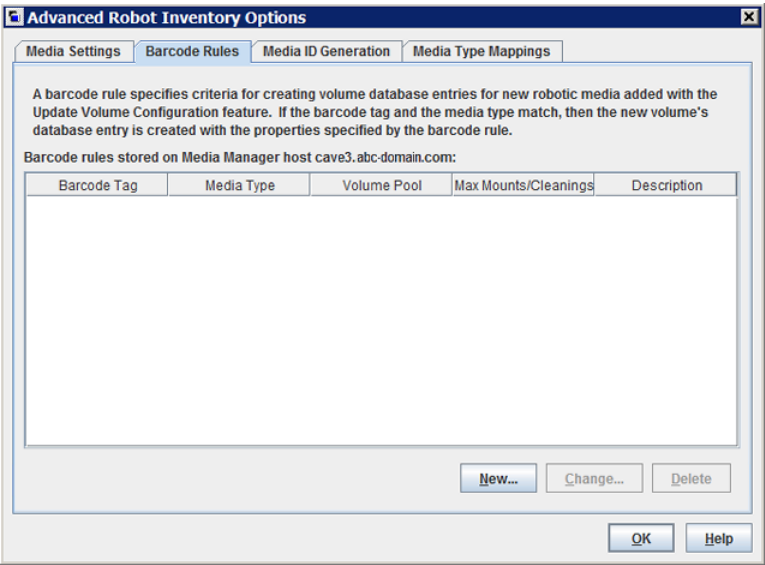 Advanced Robot Inventory Options
Media Settings Barcode Rules Media ID Generation Media Type Mappings
A barcode rule specifies criteria for creating volume database entries for new robotic media added with the
Update Volume Configuration feature. If the barcode tag and the media type match, then the new volume's
database entry is created with the properties specified by the barcode rule.
Barcode rules stored on Media Manager host cave3.abc-domain.com:
Barcode Tag Media Type Volume Pool Max Mounts/Cleanings Description
New... Change... Delete
OK Help